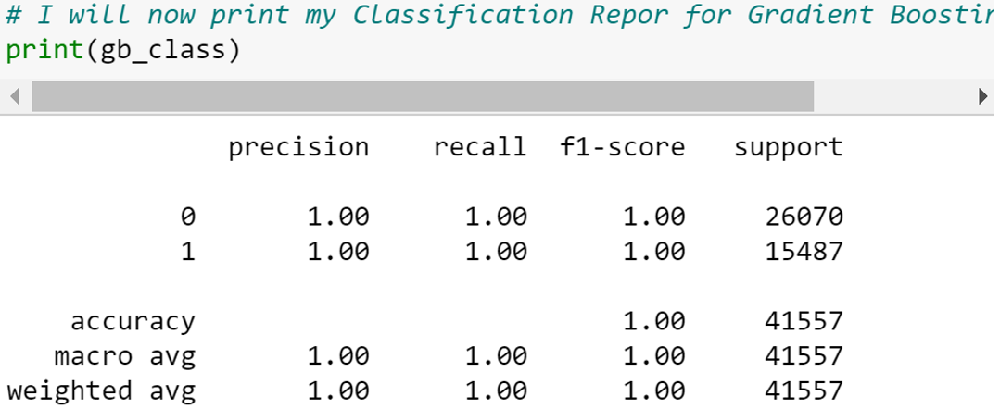 # I will now print my Classification Repor for Gradient Boostin
print(gb_class)
precision recall f1-score support
0 1.00 1.00 1.00 26070
1 1.00 1.00 1.00 15487
accuracy 1.00 41557
macro avg 1.00 1.00 1.00 41557
weighted avg 1.00 1.00 1.00 41557